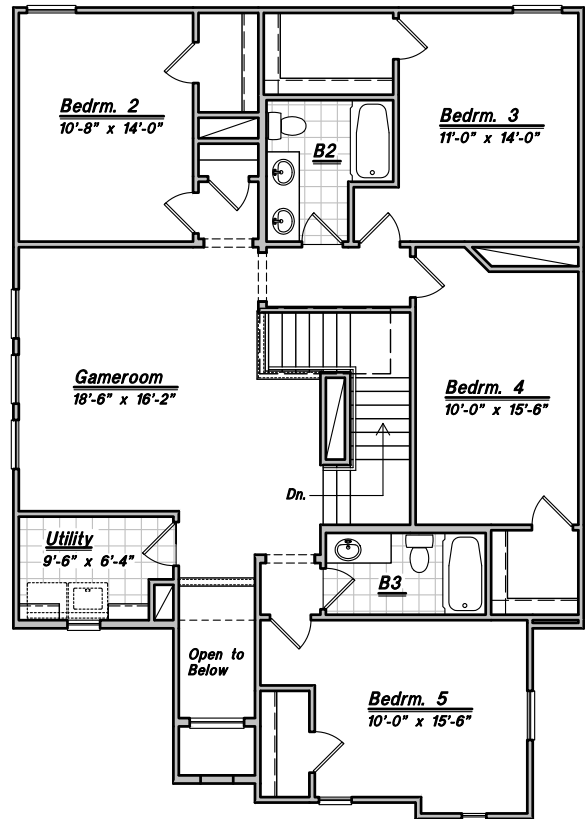 Bedrm. 2
10'-8" x 14'-0"
Bedrm. 3
11'-0" x 14'-0"
B2
Gameroom
18'-6" x 16'-2"
Bedrm. 4
10'-0" x 15'-6"
Dn.
Utility
9'-6" x 6'-4"
B3
Open to
Below
Bedrm. 5
10'-0" x 15'-6"